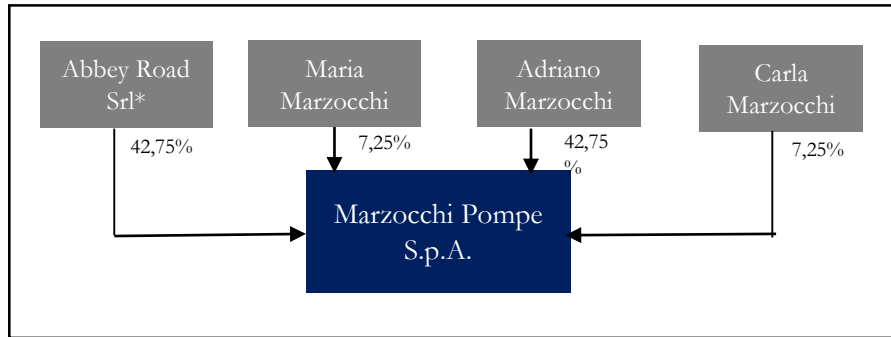 Abbey Road
Srl*
Maria
Marzocchi
Adriano
Marzocchi
Carla
Marzocchi
42,75%
7,25%
42,75
%
7,25%
Marzocchi Pompe
S.p.A.